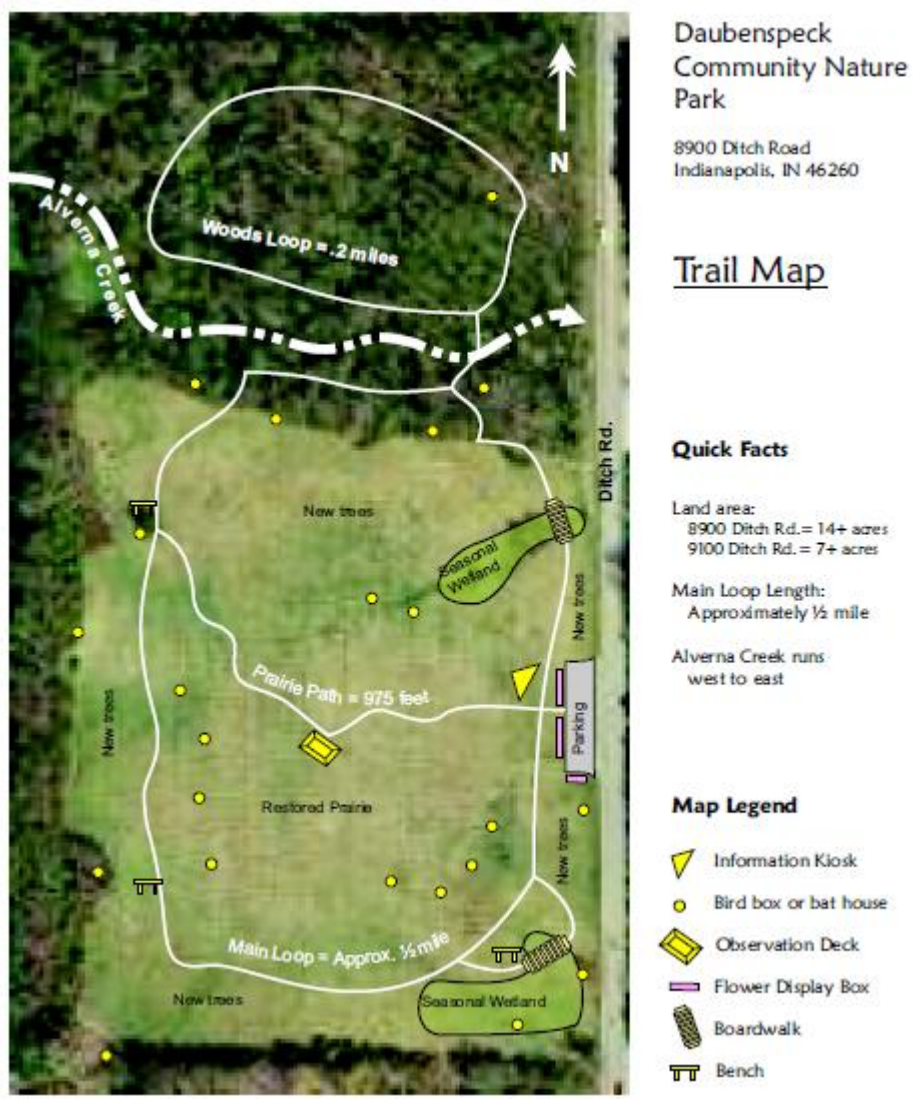 Daubenspeck
Community Nature
Park
8900 Ditch Road
Indianapolis, IN 46260
Trail Map
Quick Facts
Land area:
8900 Ditch Rd.= 14+ acres
9100 Ditch Rd.= 7+ acres
Main Loop Length:
Approximately ½ mile
Alverna Creek runs
west to east
Map Legend
Information Kiosk
Bird box or bat house
Observation Deck
Flower Display Box
Boardwalk
Bench
N
Woods Loop = .2 miles
Alverna Creek
Ditch Rd.
New trees
Seasonal
Wetland
New trees
Prairie Path = 975 feet
Parking
New trees
Restored Prairie
New trees
Main Loop = Approx. ½ mile
New trees
Seasonal Wetland